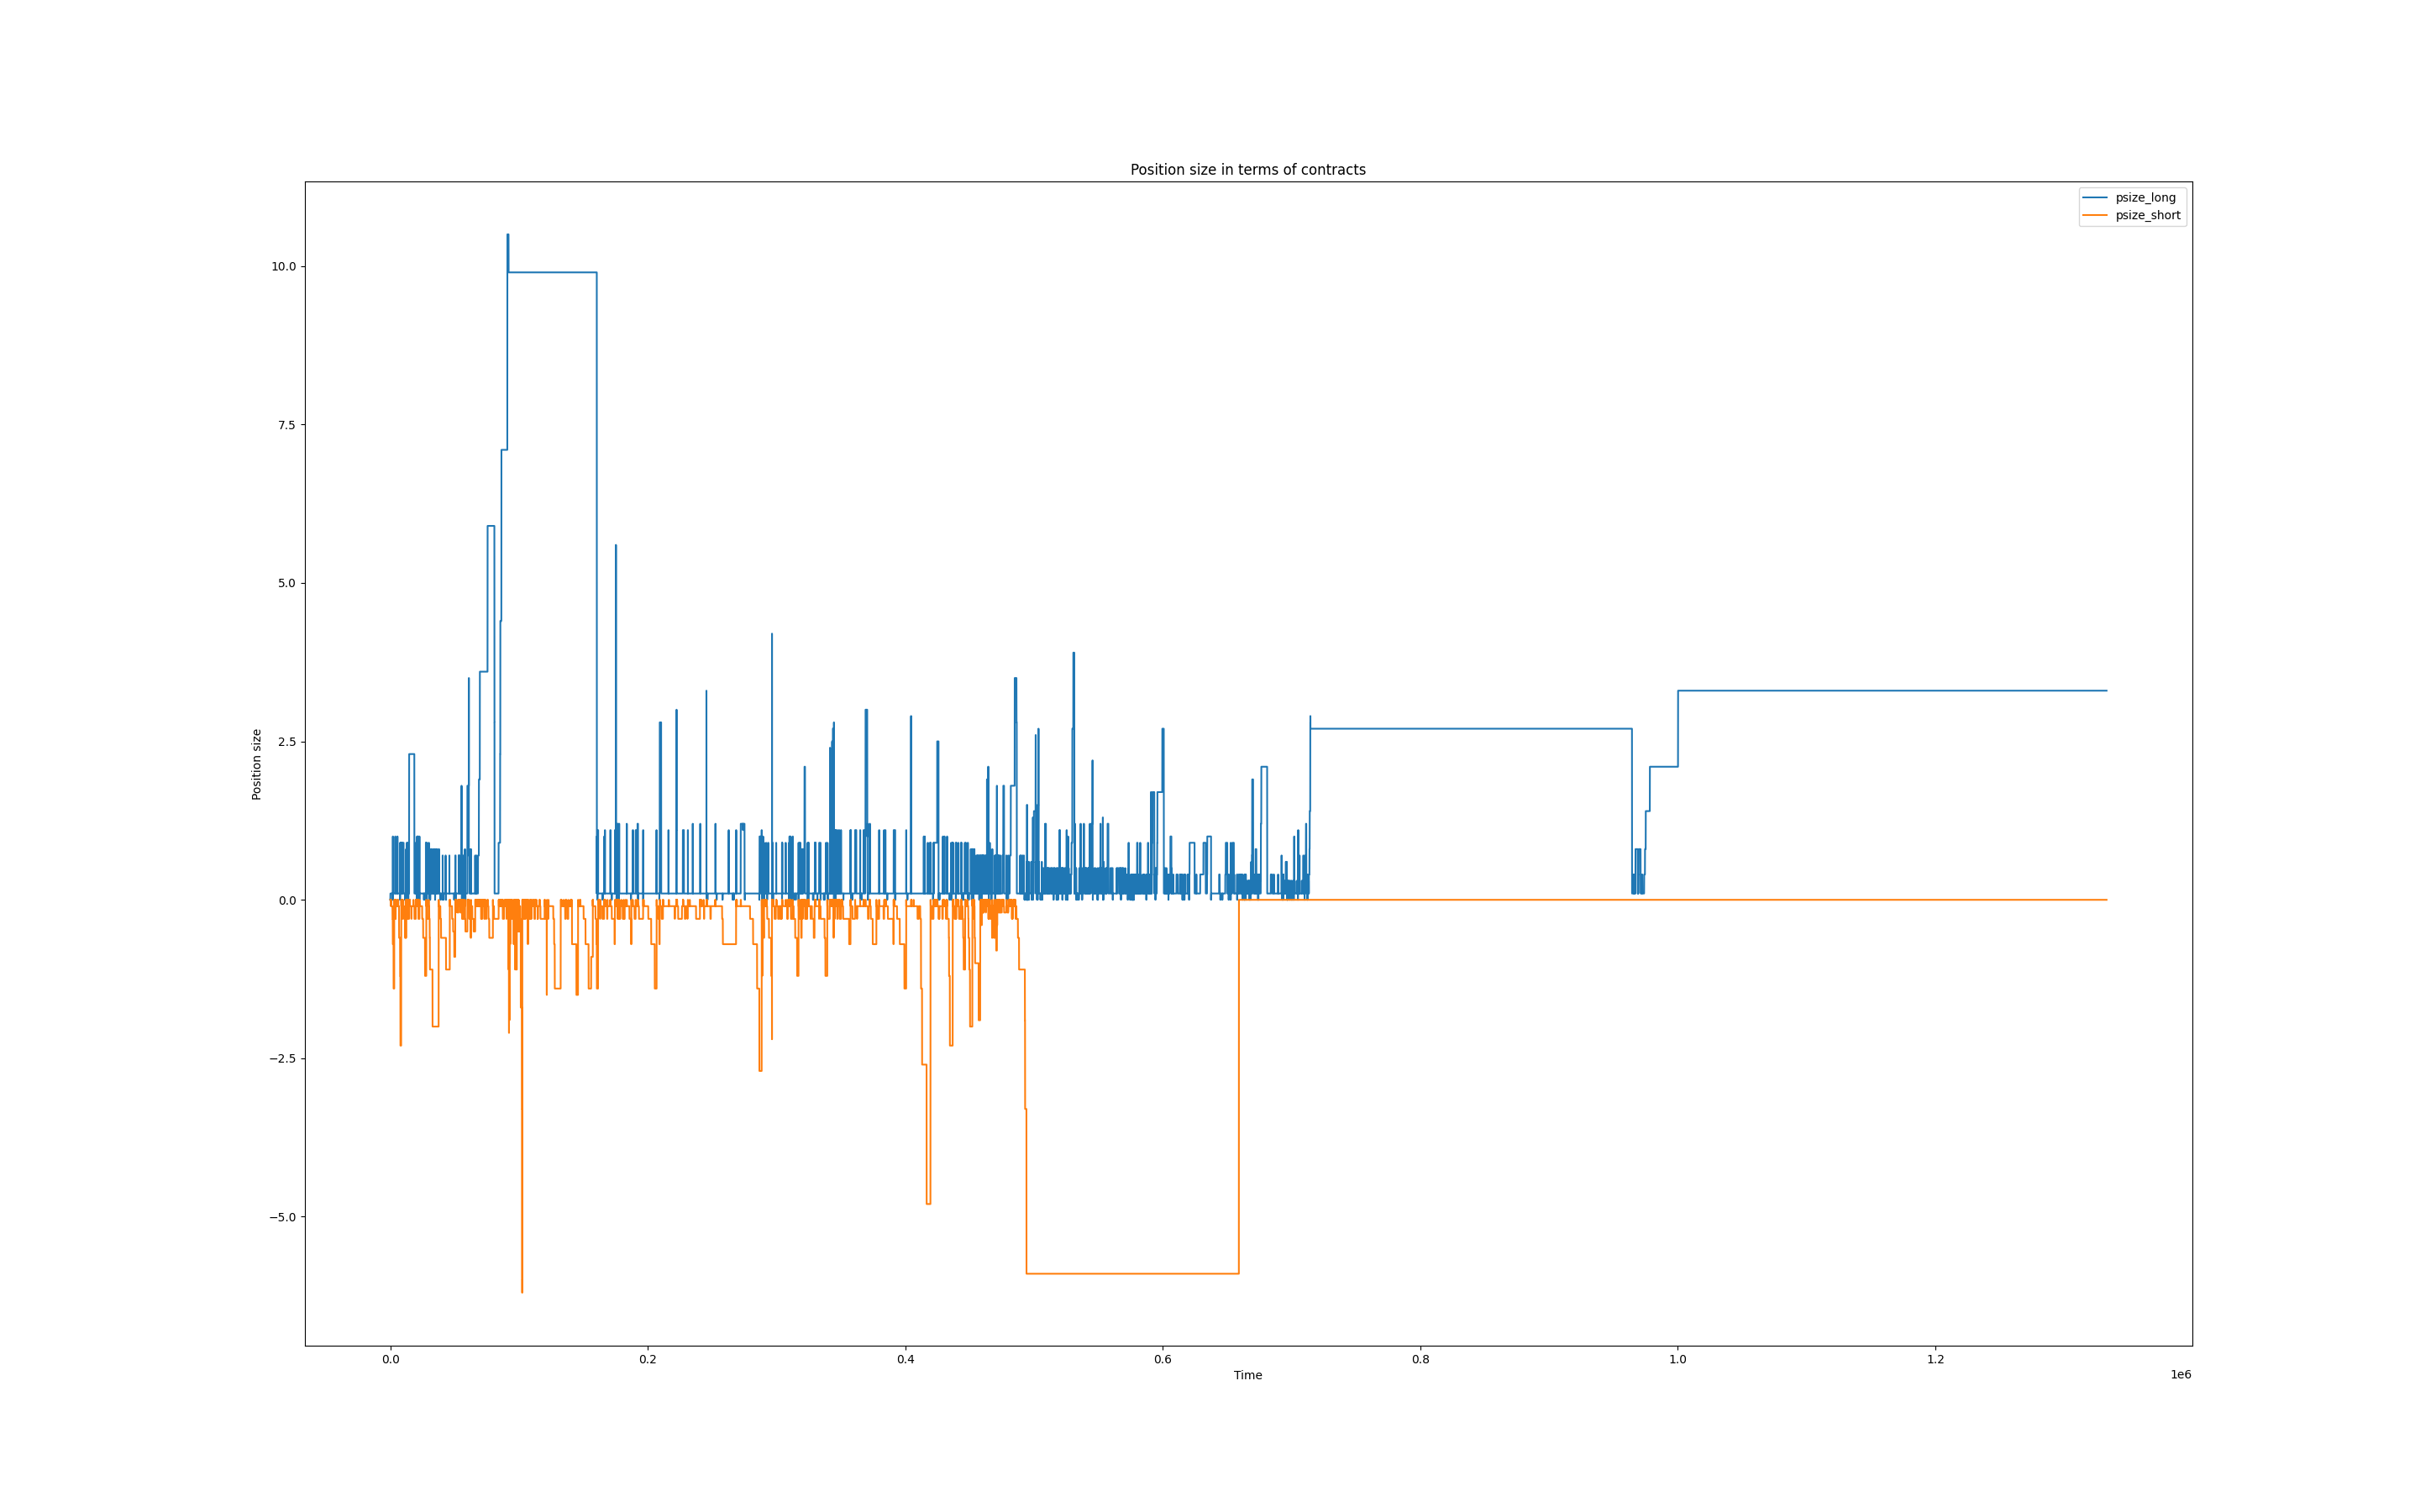 Position size in terms of contracts
psize_long
psize_short
10.0
7.5
5.0
2.5
0.0
−2.5
−5.0
Position size
0.0 0.2 0.4 0.6 0.8 1.0 1.2
Time
1e6